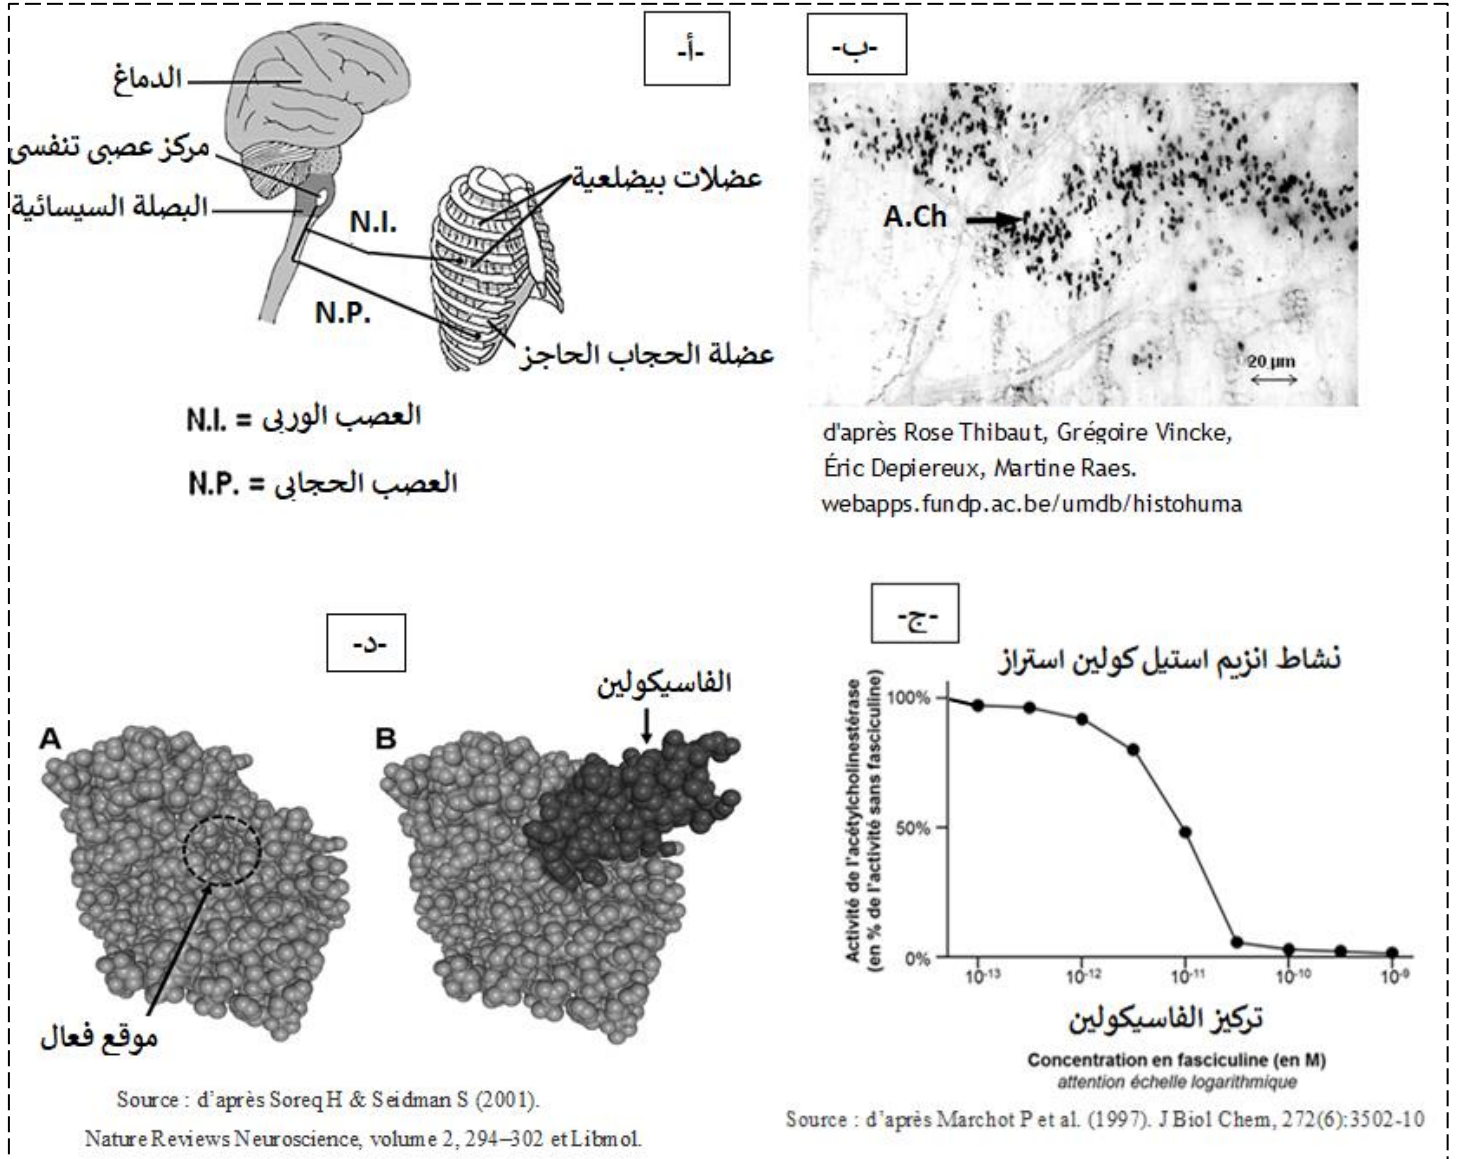 -أ-
الدماغ
مركز عصبي تنفسي
البصلة السيسائية
عضلات بيضلعية
N.I.
N.P.
عضلة الحجاب الحاجز
N.I. = العصب الوربي
N.P. = العصب الحجابي
-ب-
A.Ch
20 µm
d'après Rose Thibaut, Grégoire Vincke,
Éric Depiereux, Martine Raes.
webapps.fundp.ac.be/umdb/histohuma
-ج-
نشاط انزيم استيل كولين استراز
Activité de l'acétylcholinestérase
(en % de l'activité sans fasciculine)
100%
50%
0%
10-13 10-12 10-11 10-10 10-9
تركيز الفاسيكولين
Concentration en fasciculine (en M)
attention échelle logarithmique
Source : d'après Marchot P et al. (1997). J Biol Chem, 272(6):3502-10
-د-
الفاسيكولين
A
B
موقع فعال
Source : d'après Soreq H & Seidman S (2001).
Nature Reviews Neuroscience, volume 2, 294–302 et Libmol.